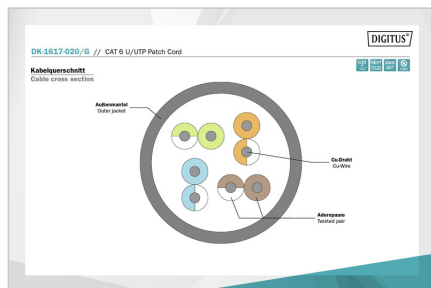 DIGITUS®
DK-1617-020/G // CAT 6 U/UTP Patch Cord
Kabelquerschnitt
Cable cross section
Außenmantel
Outer jacket
Cu-Draht
Cu-Wire
Adernpaare
Twisted pair